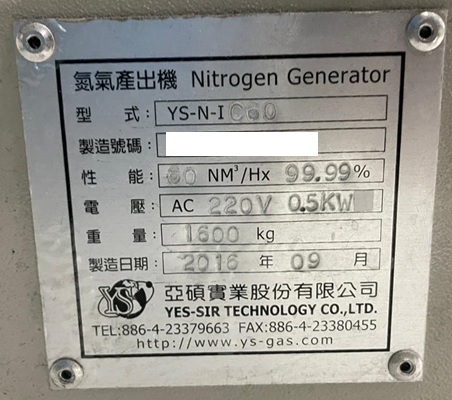 氮氣產出機 Nitrogen Generator
型 式: YS-N-I C60
製造號碼:
性 能: 60 NM³/Hx 99.99%
電 壓: AC 220V 0.5KW
重 量: 1600 kg
製造日期: 2016 年 09 月
YS 亞碩實業股份有限公司
YES-SIR TECHNOLOGY CO.,LTD.
TEL:886-4-23379663 FAX:886-4-23380455
http://www.ys-gas.com